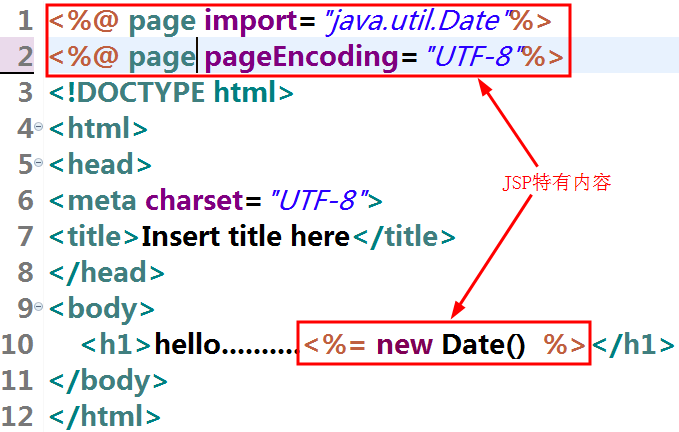 1 <%@ page import="java.util.Date"%>
2 <%@ page pageEncoding="UTF-8"%>
3 <!DOCTYPE html>
4 <html>
5 <head>
JSP特有内容
6 <meta charset="UTF-8">
7 <title>Insert title here</title>
8 </head>
9 <body>
10 <h1>hello..........<%= new Date()  %></h1>
11 </body>
12 </html>